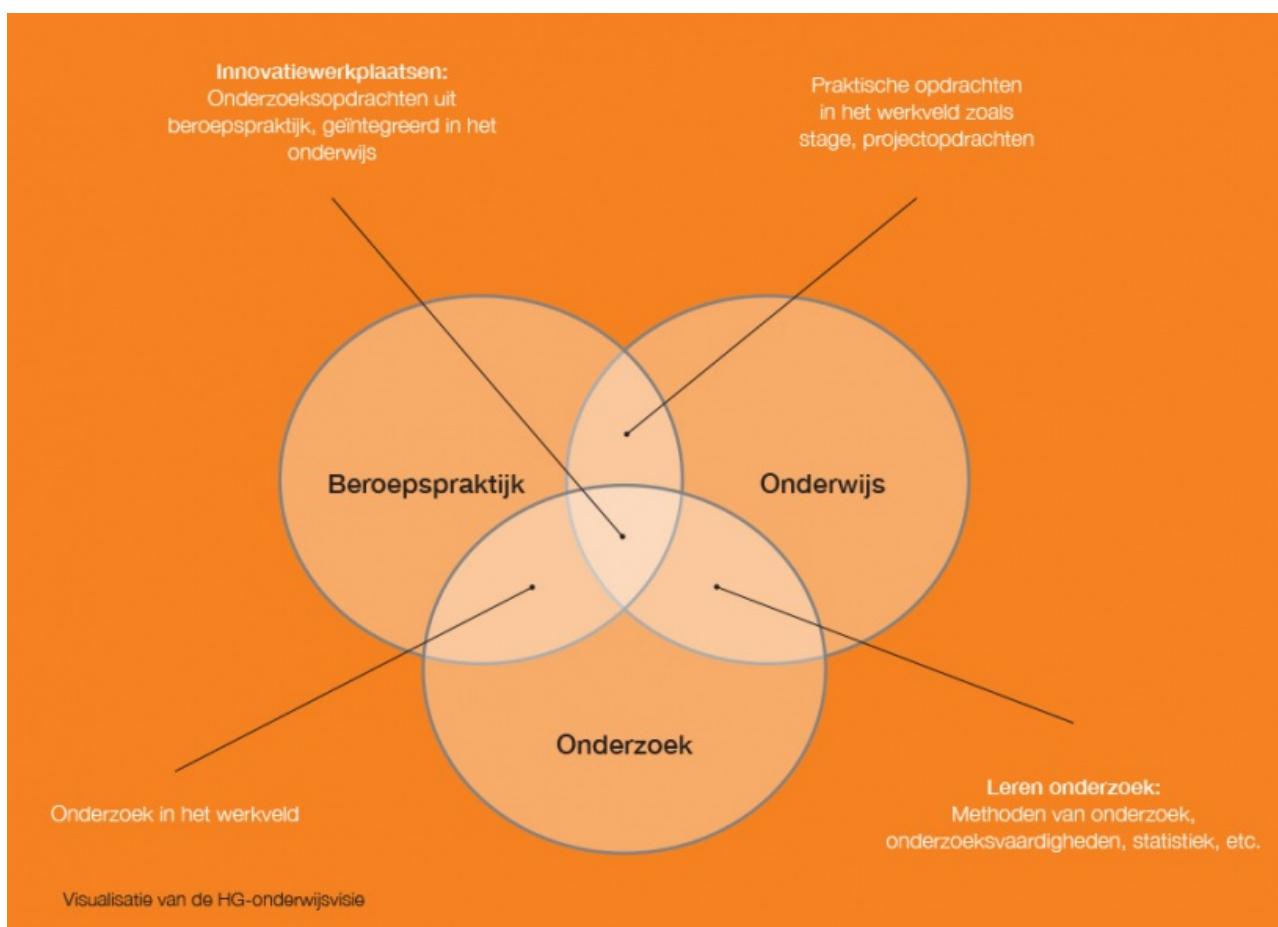 Innovatiewerkplaatsen:
Onderzoeksopdrachten uit
beroepspraktijk, geïntegreerd in het
onderwijs
Praktische opdrachten
in het werkveld zoals
stage, projectopdrachten
Beroepspraktijk
Onderwijs
Onderzoek
Onderzoek in het werkveld
Leren onderzoek:
Methoden van onderzoek,
onderzoeksvaardigheden, statistiek, etc.
Visualisatie van de HG-onderwijsvisie